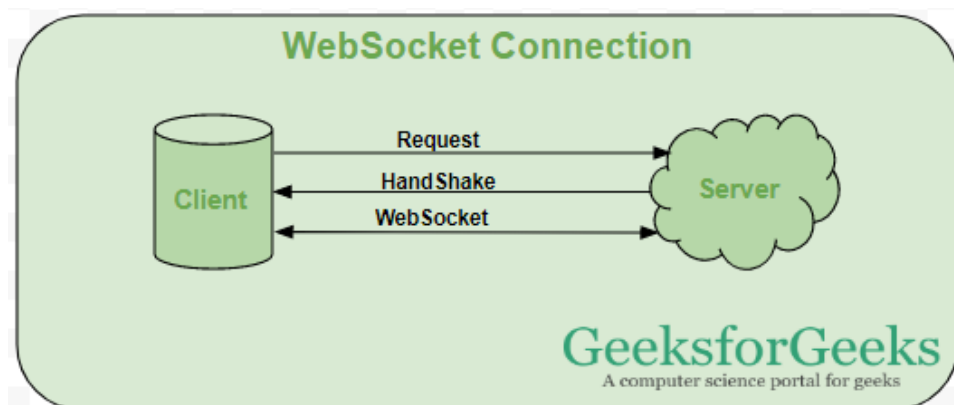 WebSocket Connection
Request
HandShake
WebSocket
Client
Server
GeeksforGeeks
A computer science portal for geeks